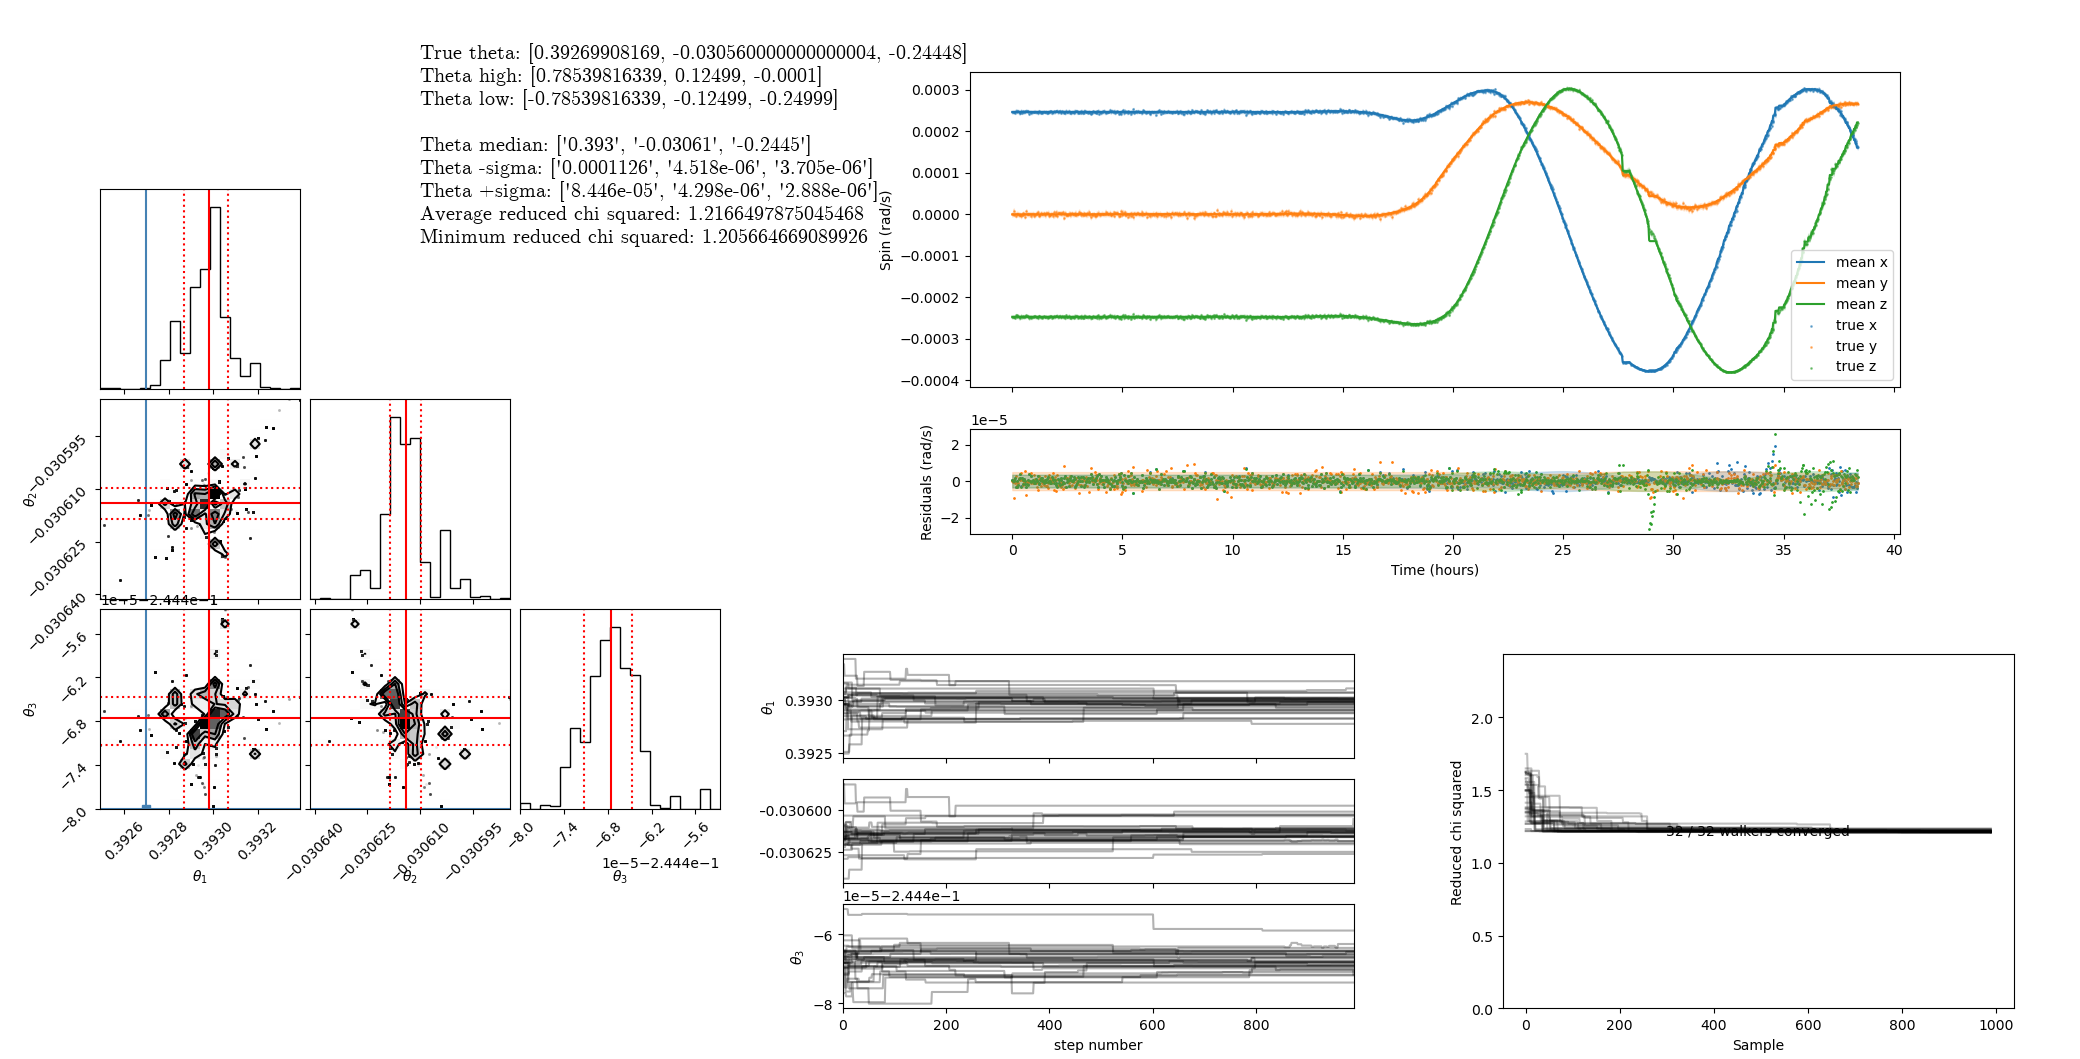 True theta: [0.39269908169, -0.030560000000000004, -0.24448]
Theta high: [0.78539816339, 0.12499, -0.0001]
Theta low: [-0.78539816339, -0.12499, -0.24999]
Theta median: ['0.393', '-0.03061', '-0.2445']
Theta -sigma: ['0.0001126', '4.518e-06', '3.705e-06']
Theta +sigma: ['8.446e-05', '4.298e-06', '2.888e-06']
Average reduced chi squared: 1.2166497875045468
Minimum reduced chi squared: 1.205664669089926
0.0003
0.0002
0.0001
0.0000
−0.0001
−0.0002
−0.0003
−0.0004
Spin (rad/s)
mean x
mean y
mean z
true x
true y
true z
1e−5
2
0
−2
Residuals (rad/s)
0 5 10 15 20 25 30 35 40
Time (hours)
θ2
−0.030595
−0.030610
−0.030625
−0.030640
1e−5−2.444e−1
θ3
−5.6
−6.2
−6.8
−7.4
−8.0
0.3926 0.3928 0.3930 0.3932
θ1
−0.030640 −0.030625 −0.030610 −0.030595
θ2
−8.0 −7.4 −6.8 −6.2 −5.6
1e−5−2.444e−1
θ3
θ1
0.3930
0.3925
−0.030600
−0.030625
1e−5−2.444e−1
θ3
−6
−8
0 200 400 600 800
step number
Reduced chi squared
2.0
1.5
1.0
0.5
0.0
32 / 32 walkers converged
0 200 400 600 800 1000
Sample